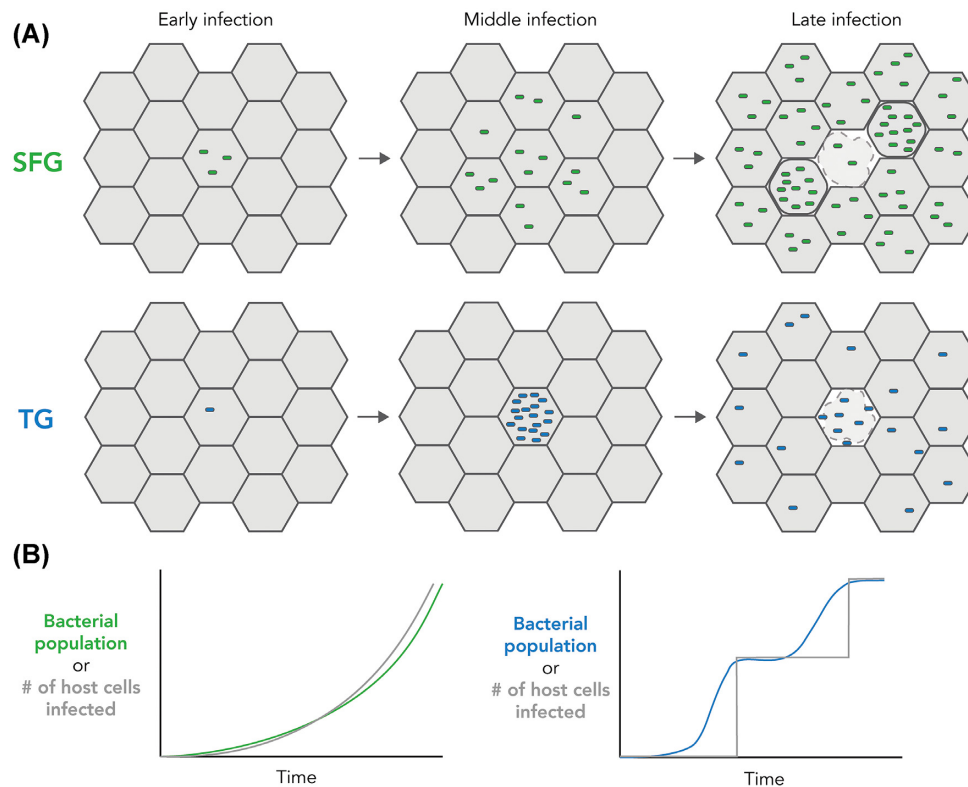 (A)
Early infection
Middle infection
Late infection
SFG
TG
(B)
Bacterial
population
or
# of host cells
infected
Time
Bacterial
population
or
# of host cells
infected
Time